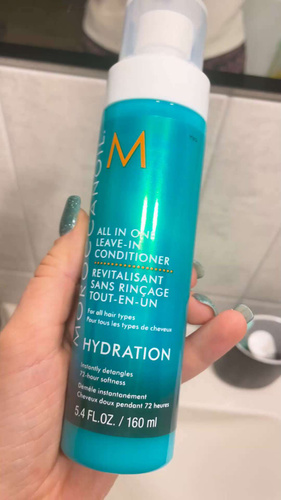 MOROCCANOIL.
M
ALL IN ONE
LEAVE-IN
CONDITIONER
REVITALISANT
SANS RINÇAGE
TOUT-EN-UN
For all hair types
Pour tous les types de cheveux
HYDRATION
Instantly detangles
72-hour softness
Démêle instantanément
Cheveux doux pendant 72 heures
5.4 FL.OZ. / 160 ml